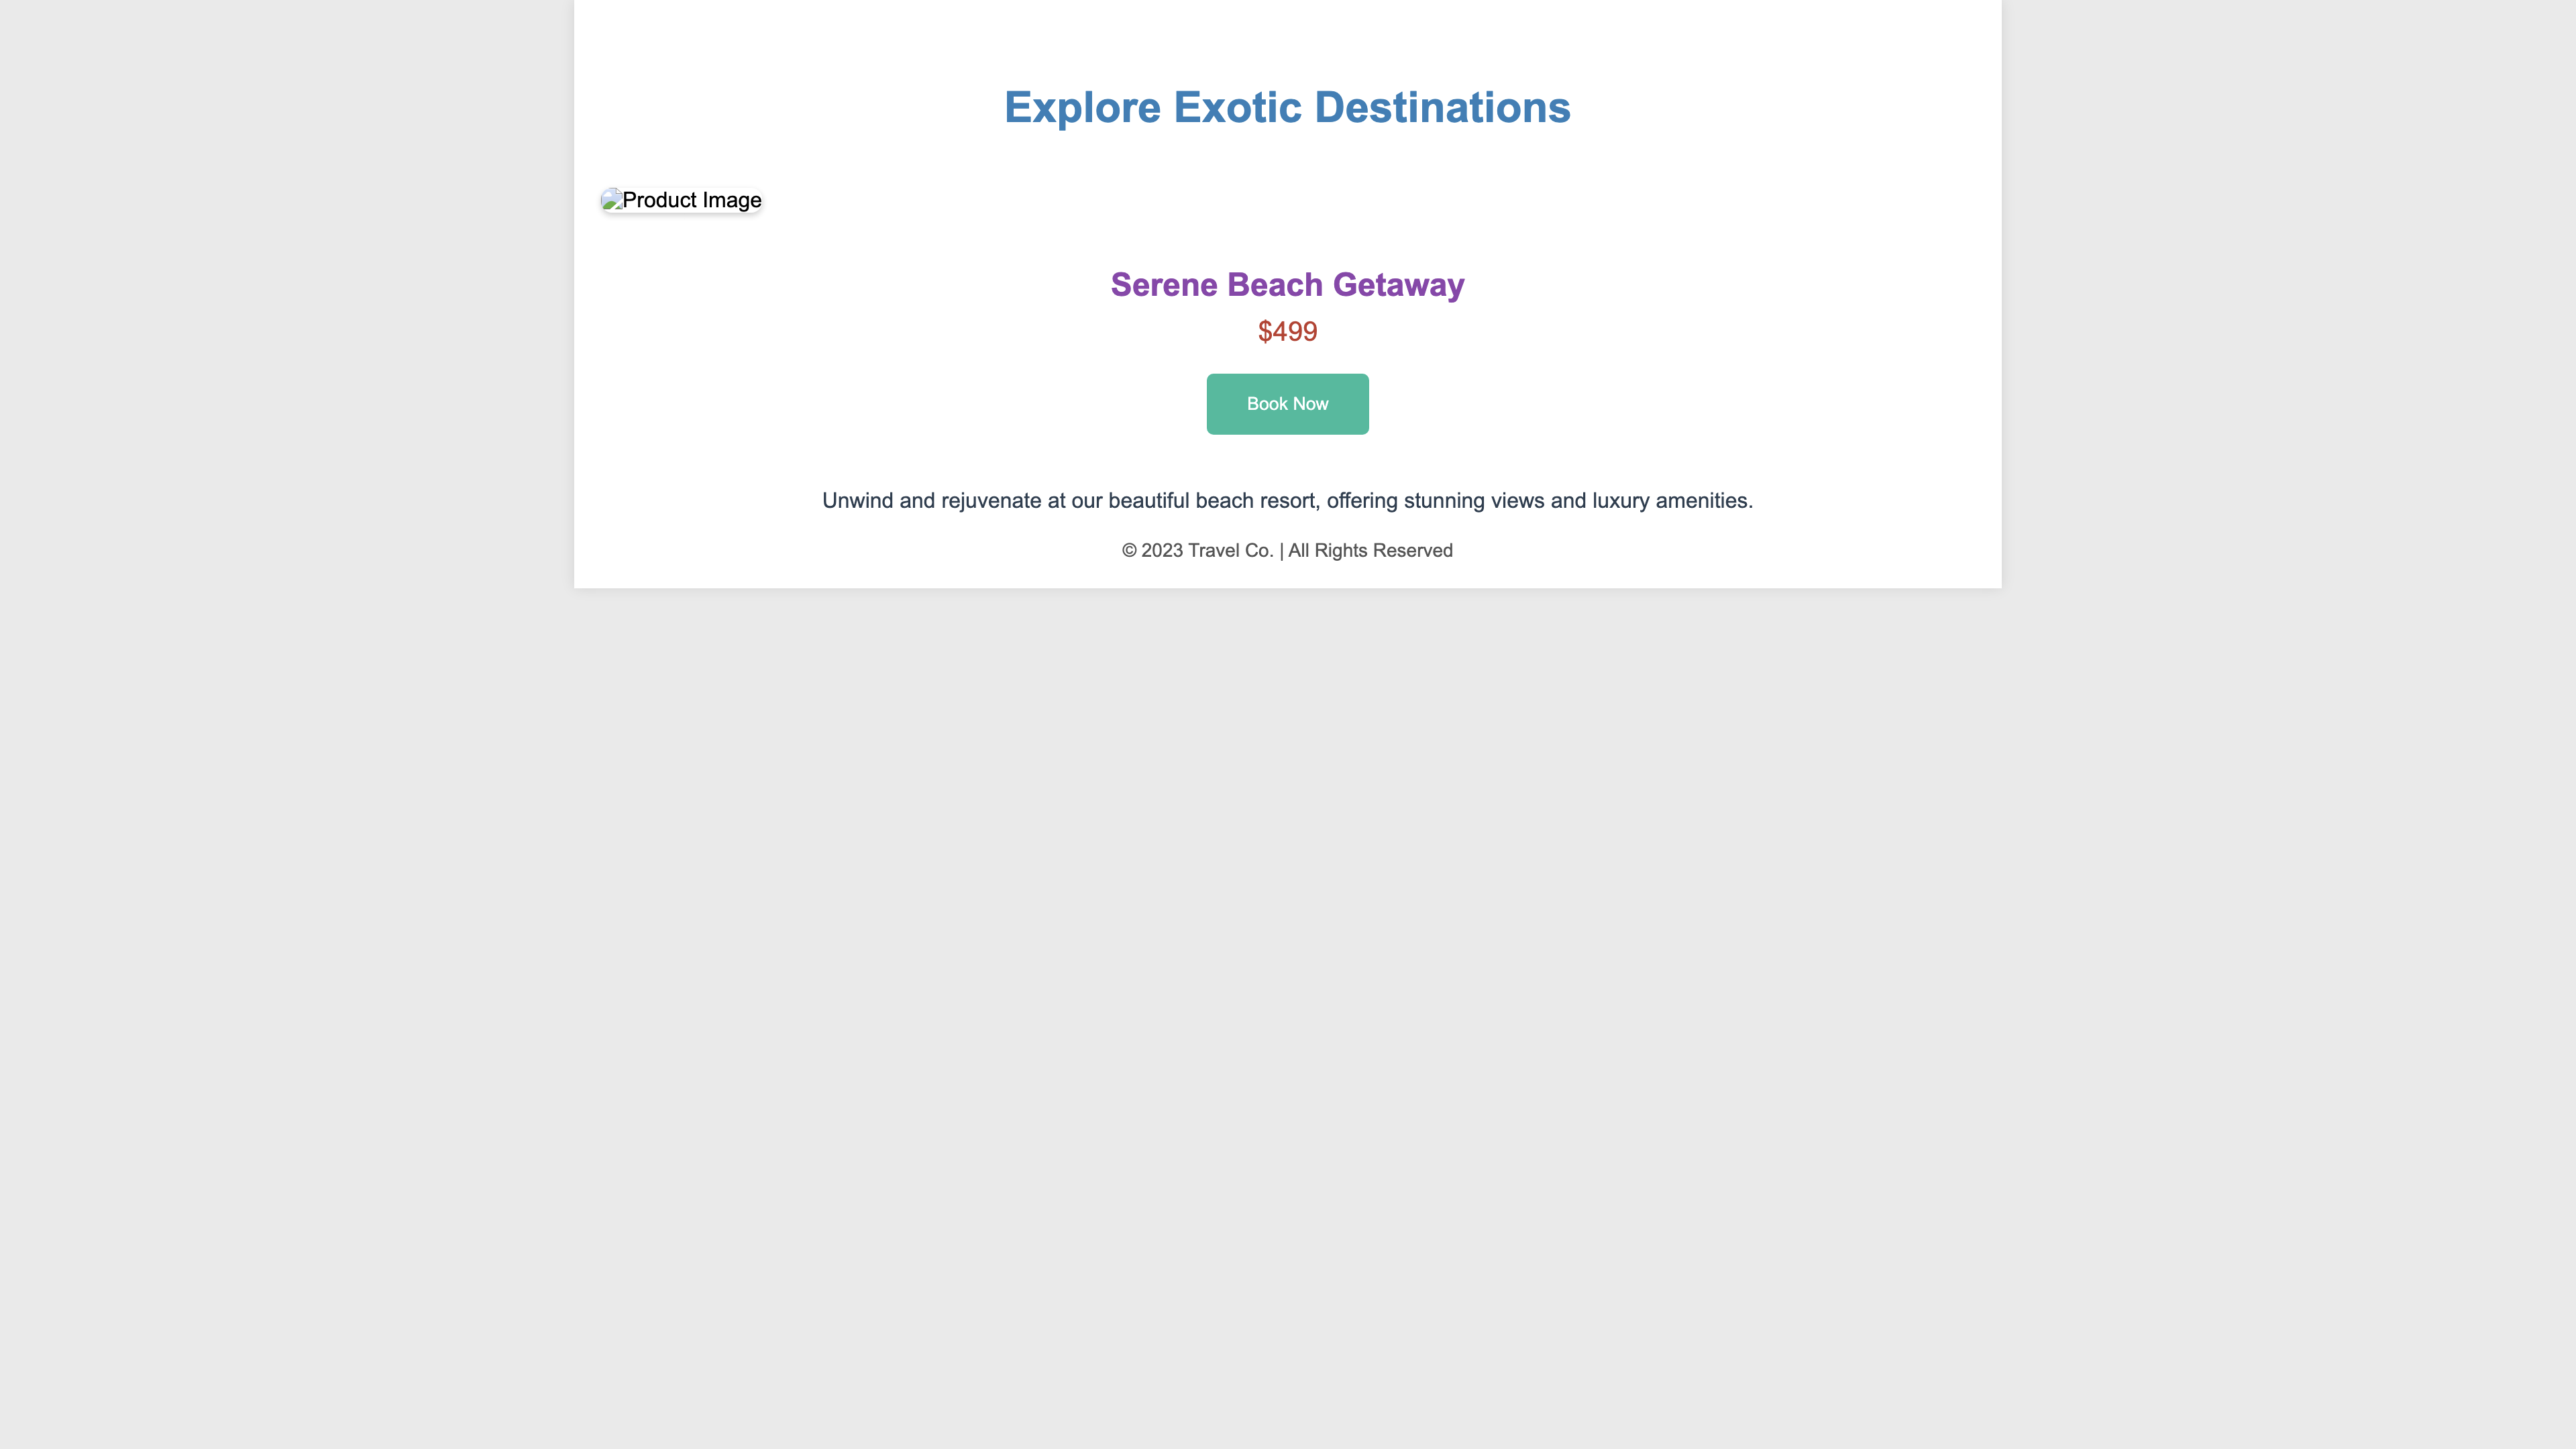 Explore Exotic Destinations
Product Image
Serene Beach Getaway
$499
Book Now
Unwind and rejuvenate at our beautiful beach resort, offering stunning views and luxury amenities.
© 2023 Travel Co. | All Rights Reserved